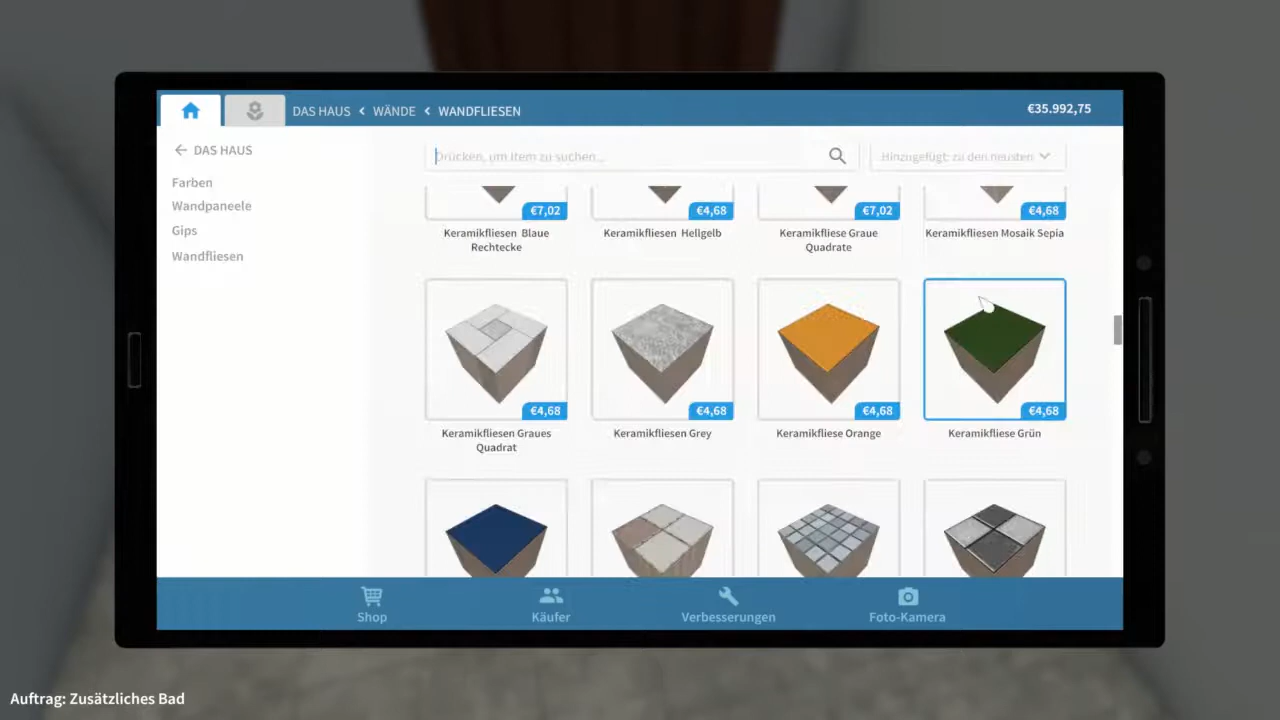 DAS HAUS < WÄNDE < WANDFLIESEN
€35.992,75
DAS HAUS
Drücken, um Item zu suchen...
Hinzugefügt: zu den neusten
Farben
Wandpaneele
Gips
Wandfliesen
€7,02
€4,68
€7,02
€4,68
Keramikfliesen Blaue
Rechtecke
Keramikfliesen Hellgelb
Keramikfliese Graue
Quadrate
Keramikfliesen Mosaik Sepia
€4,68
€4,68
€4,68
€4,68
Keramikfliesen Graues
Quadrat
Keramikfliesen Grey
Keramikfliese Orange
Keramikfliese Grün
Shop
Käufer
Verbesserungen
Foto-Kamera
Auftrag: Zusätzliches Bad